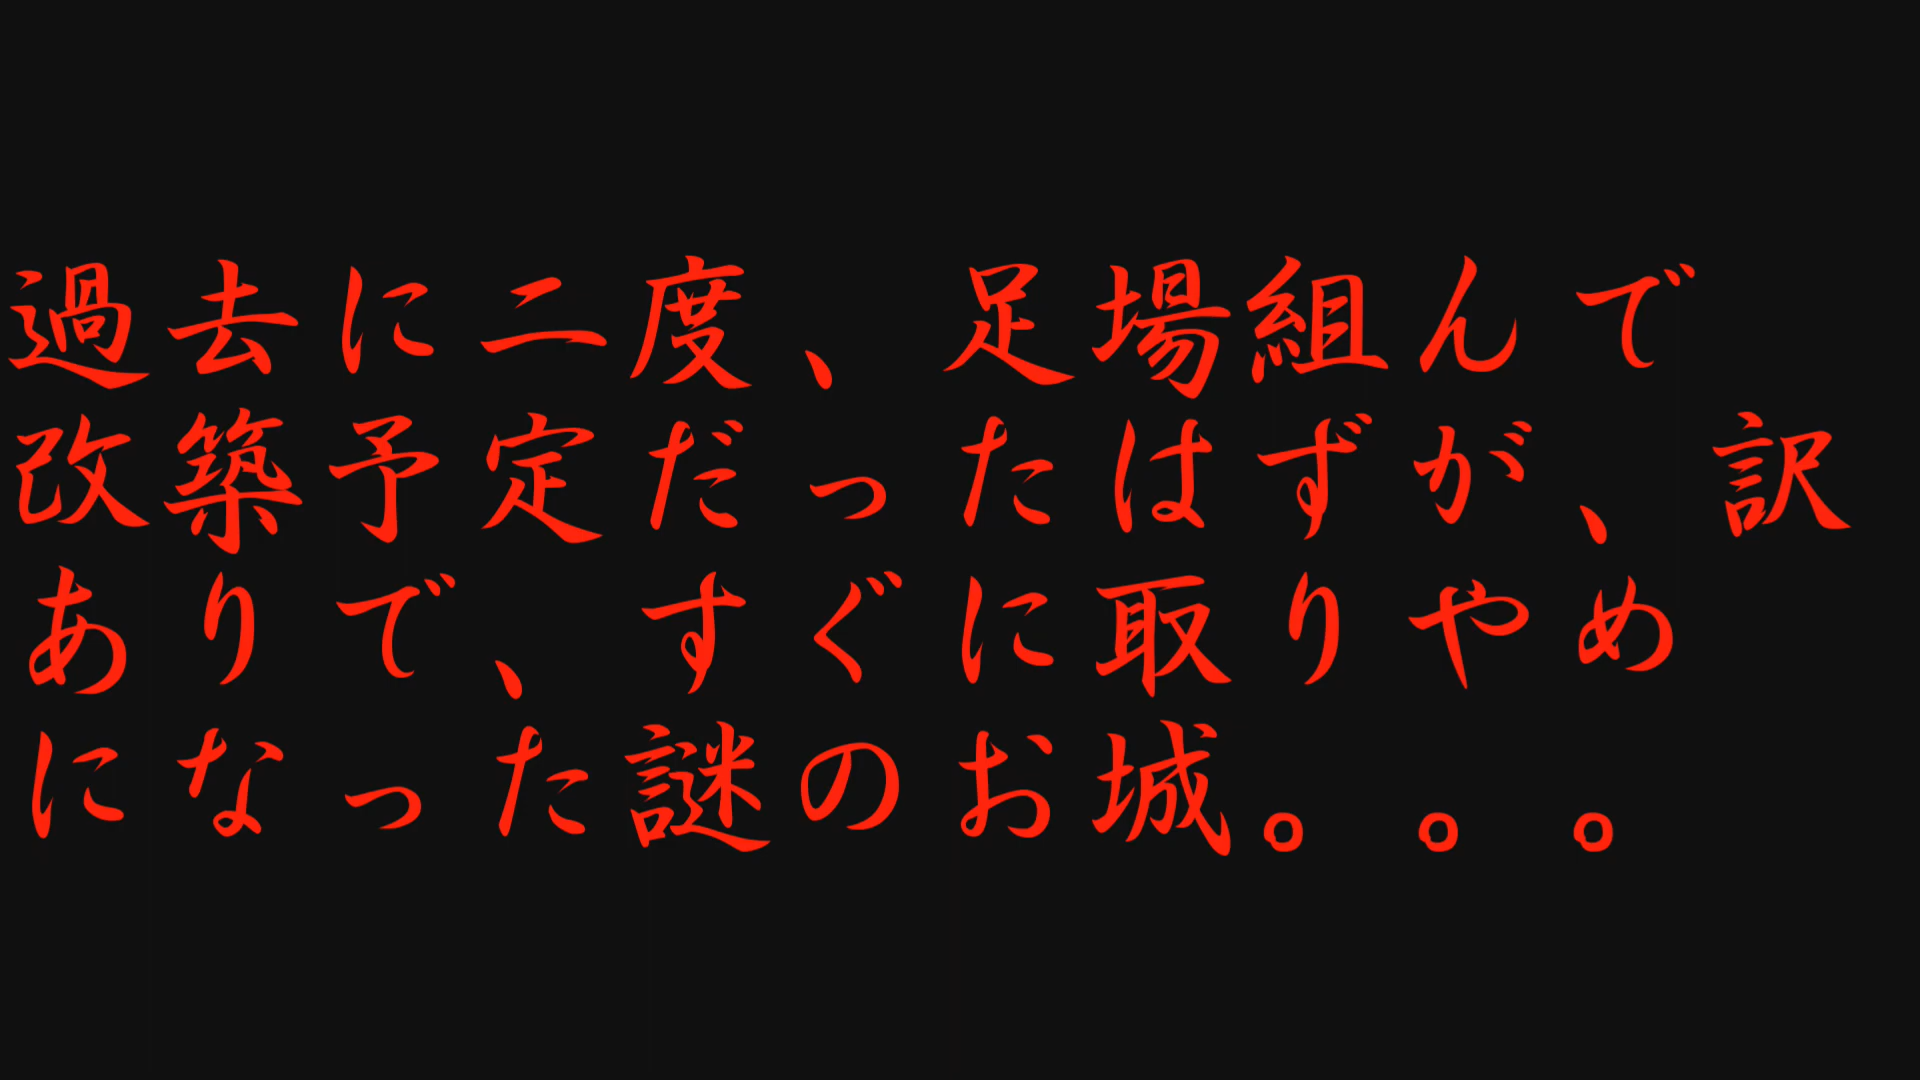 過去に二度、足場組んで
改築予定だったはずが、訳
ありで、すぐに取りやめ
になった謎のお城。。。